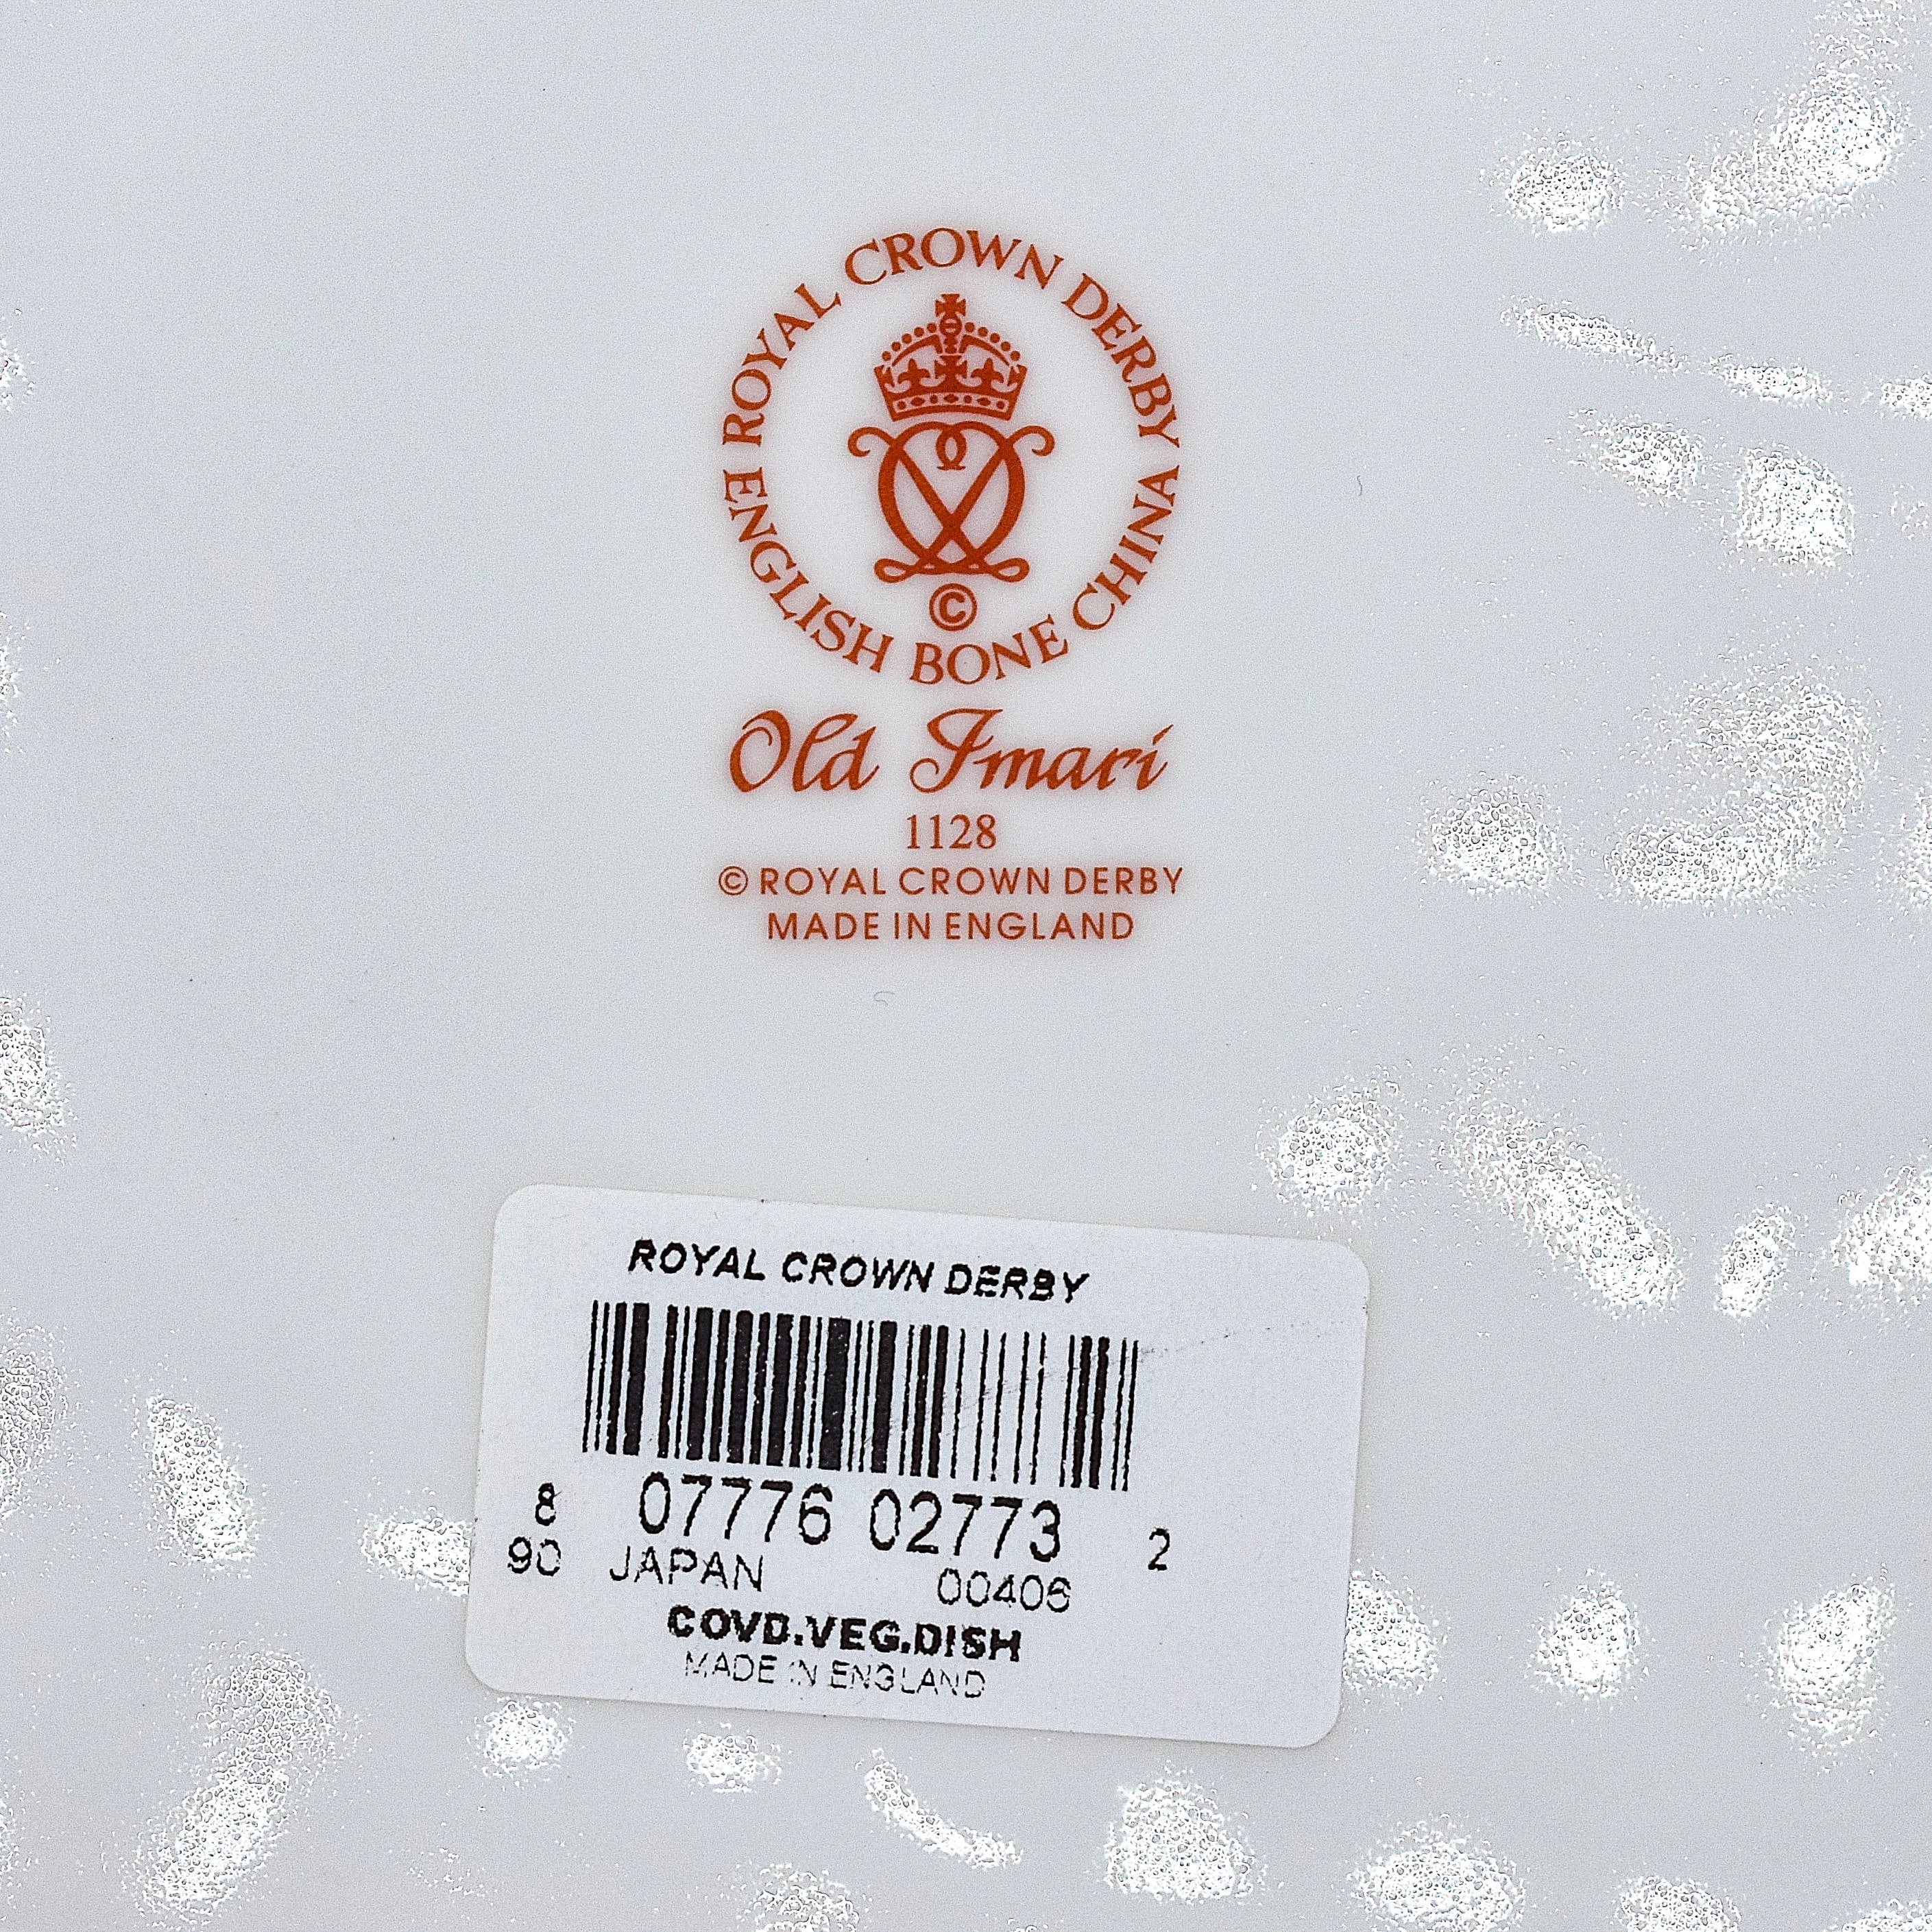 ROYAL CROWN DERBY
ENGLISH BONE CHINA
©
Old Imari
1128
© ROYAL CROWN DERBY
MADE IN ENGLAND
ROYAL CROWN DERBY
8 07776 02773 2
90 JAPAN 00406
COVD.VEG.DISH
MADE IN ENGLAND